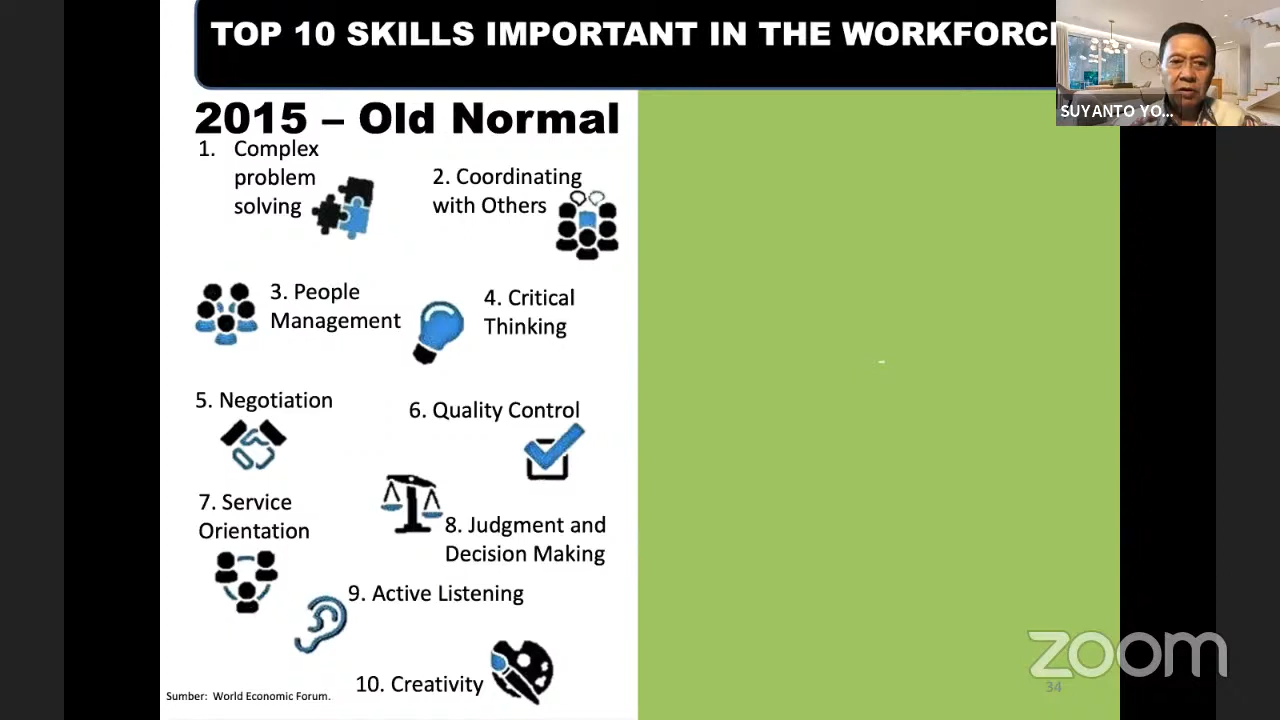 TOP 10 SKILLS IMPORTANT IN THE WORKFORC
SUYANTO YO...
2015 – Old Normal
1. Complex
problem
solving
2. Coordinating
with Others
3. People
Management
4. Critical
Thinking
5. Negotiation
6. Quality Control
7. Service
Orientation
8. Judgment and
Decision Making
9. Active Listening
10. Creativity
Sumber: World Economic Forum.
zoom
34